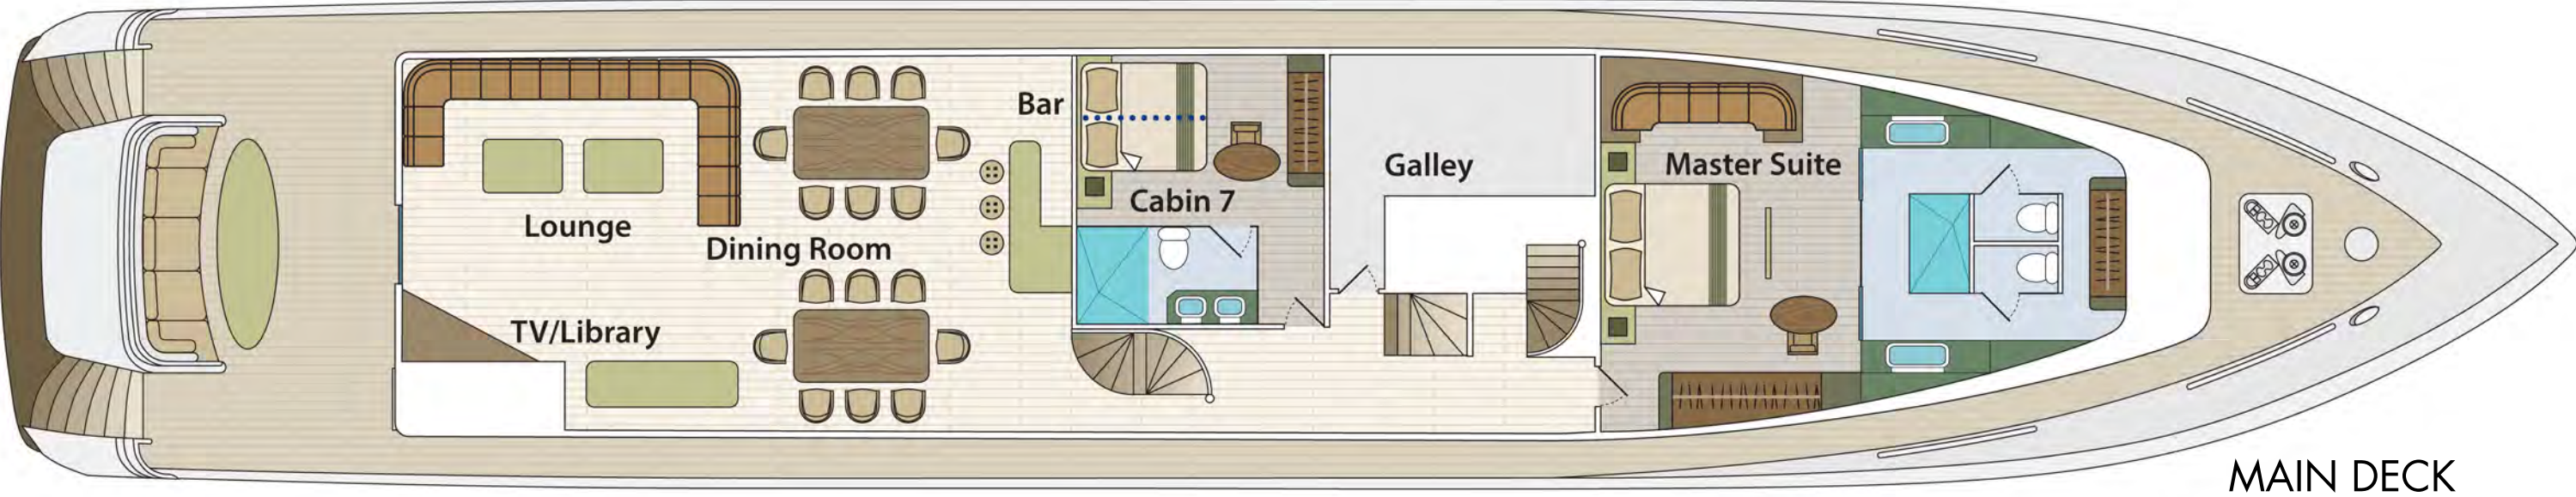 Bar
Galley
Master Suite
Cabin 7
Lounge
Dining Room
TV/Library
MAIN DECK